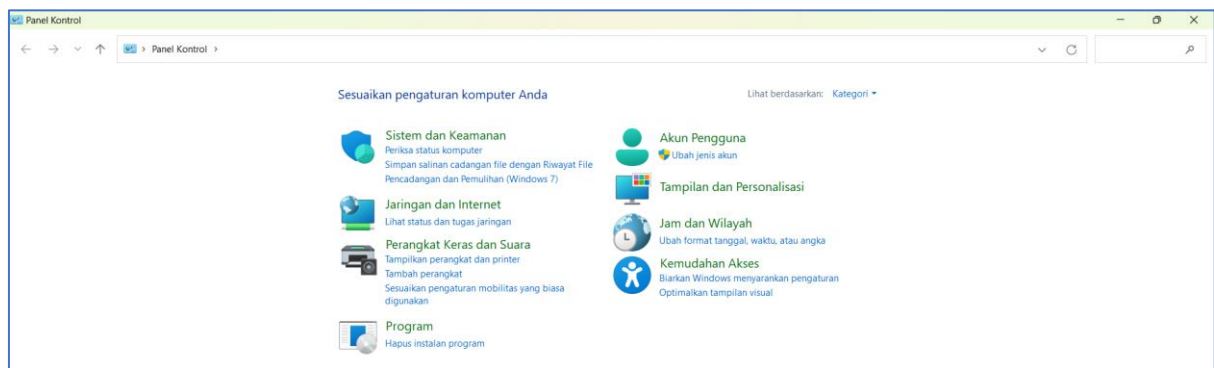 Panel Kontrol
Panel Kontrol
Sesuaikan pengaturan komputer Anda
Lihat berdasarkan: Kategori
Sistem dan Keamanan
Periksa status komputer
Simpan salinan cadangan file dengan Riwayat File
Pencadangan dan Pemulihan (Windows 7)
Jaringan dan Internet
Lihat status dan tugas jaringan
Perangkat Keras dan Suara
Tampilkan perangkat dan printer
Tambah perangkat
Sesuaikan pengaturan mobilitas yang biasa
digunakan
Program
Hapus instalan program
Akun Pengguna
Ubah jenis akun
Tampilan dan Personalisasi
Jam dan Wilayah
Ubah format tanggal, waktu, atau angka
Kemudahan Akses
Biarkan Windows menyarankan pengaturan
Optimalkan tampilan visual